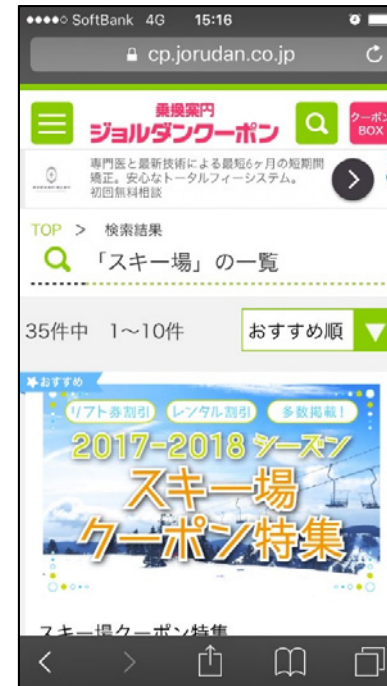 SoftBank 4G 15:16
cp.jorudan.co.jp
乗換案内
ジョルダンクーポン
クーポン
BOX
専門医と最新技術による最短6ヶ月の短期間
矯正。安心なトータルフィーシステム。
初回無料相談
TOP > 検索結果
「スキー場」の一覧
35件中 1～10件
おすすめ順
おすすめ
リフト券割引
レンタル割引
多数掲載！
2017-2018 シーズン
スキー場
クーポン特集
スキー場クーポン特集